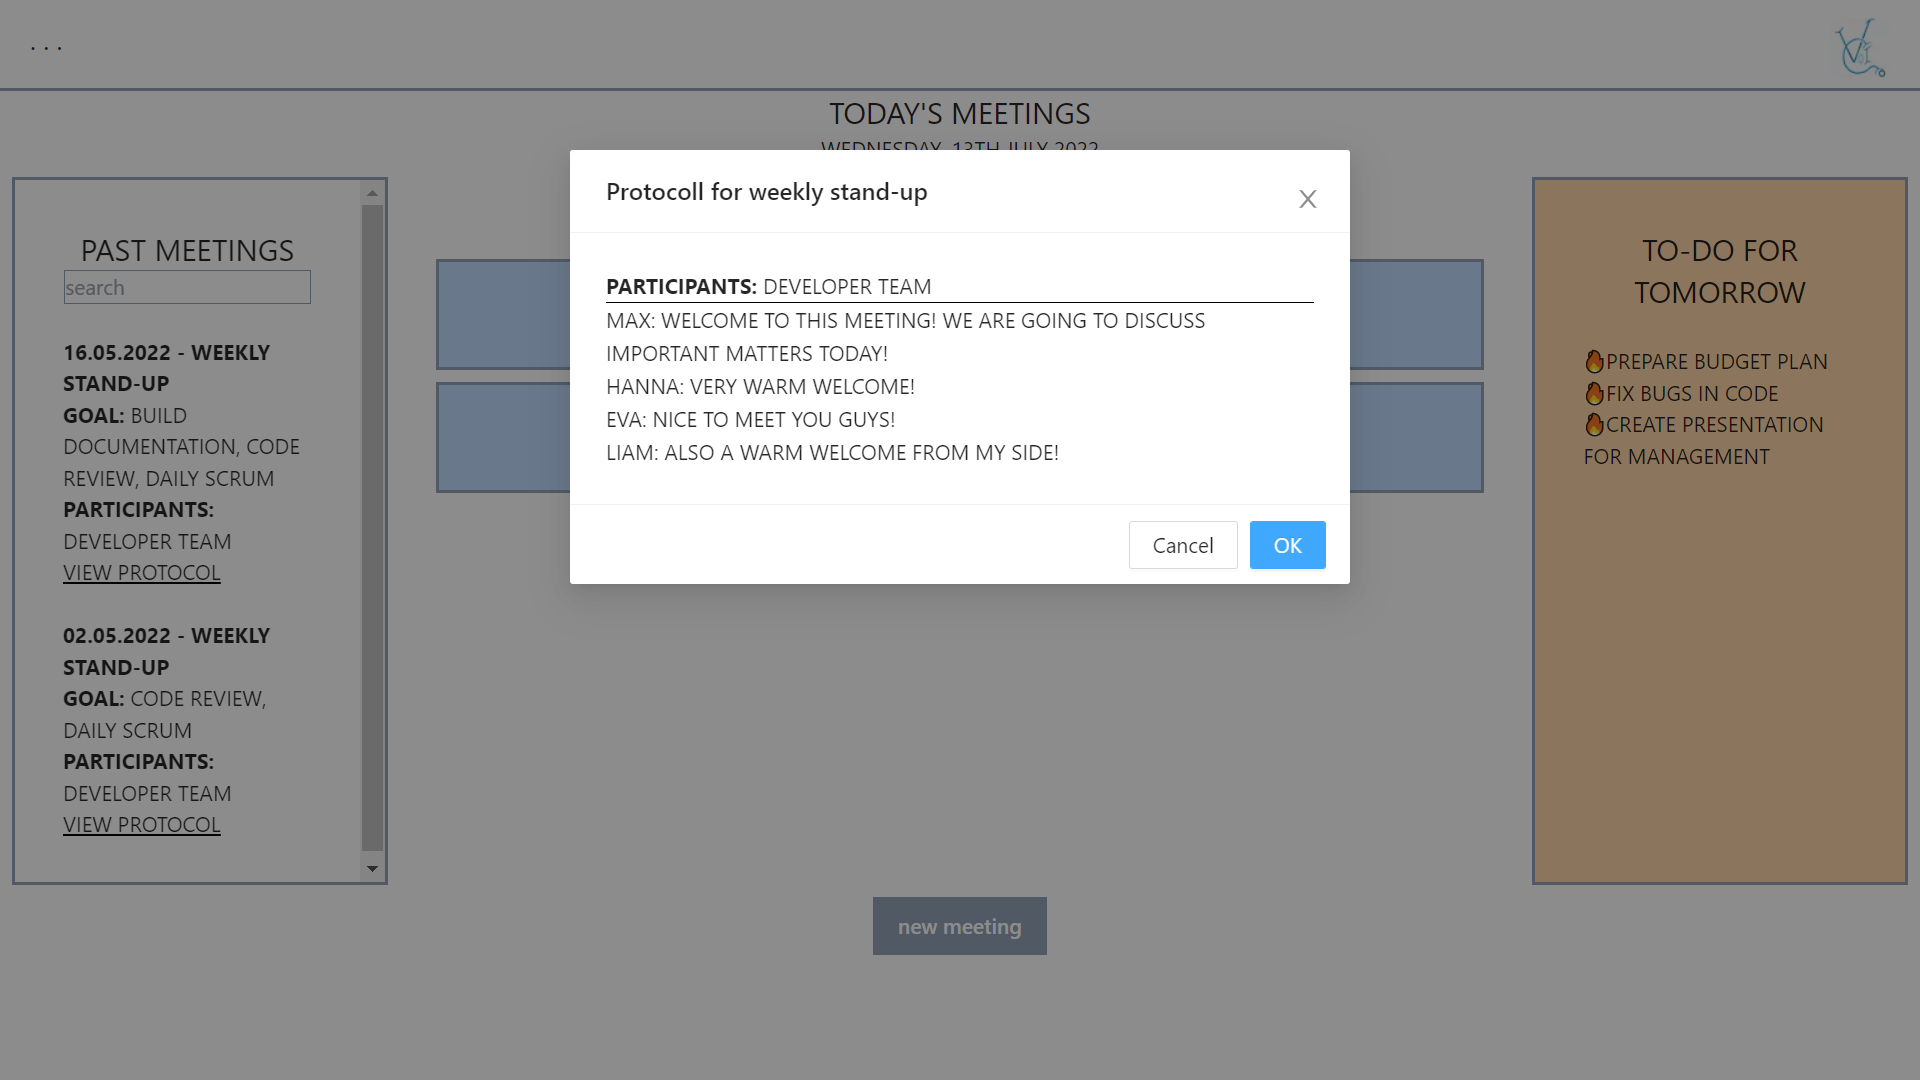 . . .
TODAY'S MEETINGS
WEDNESDAY, 13TH JULY 2022
PAST MEETINGS
search
16.05.2022 - WEEKLY
STAND-UP
GOAL: BUILD
DOCUMENTATION, CODE
REVIEW, DAILY SCRUM
PARTICIPANTS:
DEVELOPER TEAM
VIEW PROTOCOL
02.05.2022 - WEEKLY
STAND-UP
GOAL: CODE REVIEW,
DAILY SCRUM
PARTICIPANTS:
DEVELOPER TEAM
VIEW PROTOCOL
Protocoll for weekly stand-up
PARTICIPANTS: DEVELOPER TEAM
MAX: WELCOME TO THIS MEETING! WE ARE GOING TO DISCUSS
IMPORTANT MATTERS TODAY!
HANNA: VERY WARM WELCOME!
EVA: NICE TO MEET YOU GUYS!
LIAM: ALSO A WARM WELCOME FROM MY SIDE!
Cancel
OK
TO-DO FOR
TOMORROW
🔥PREPARE BUDGET PLAN
🔥FIX BUGS IN CODE
🔥CREATE PRESENTATION
FOR MANAGEMENT
new meeting